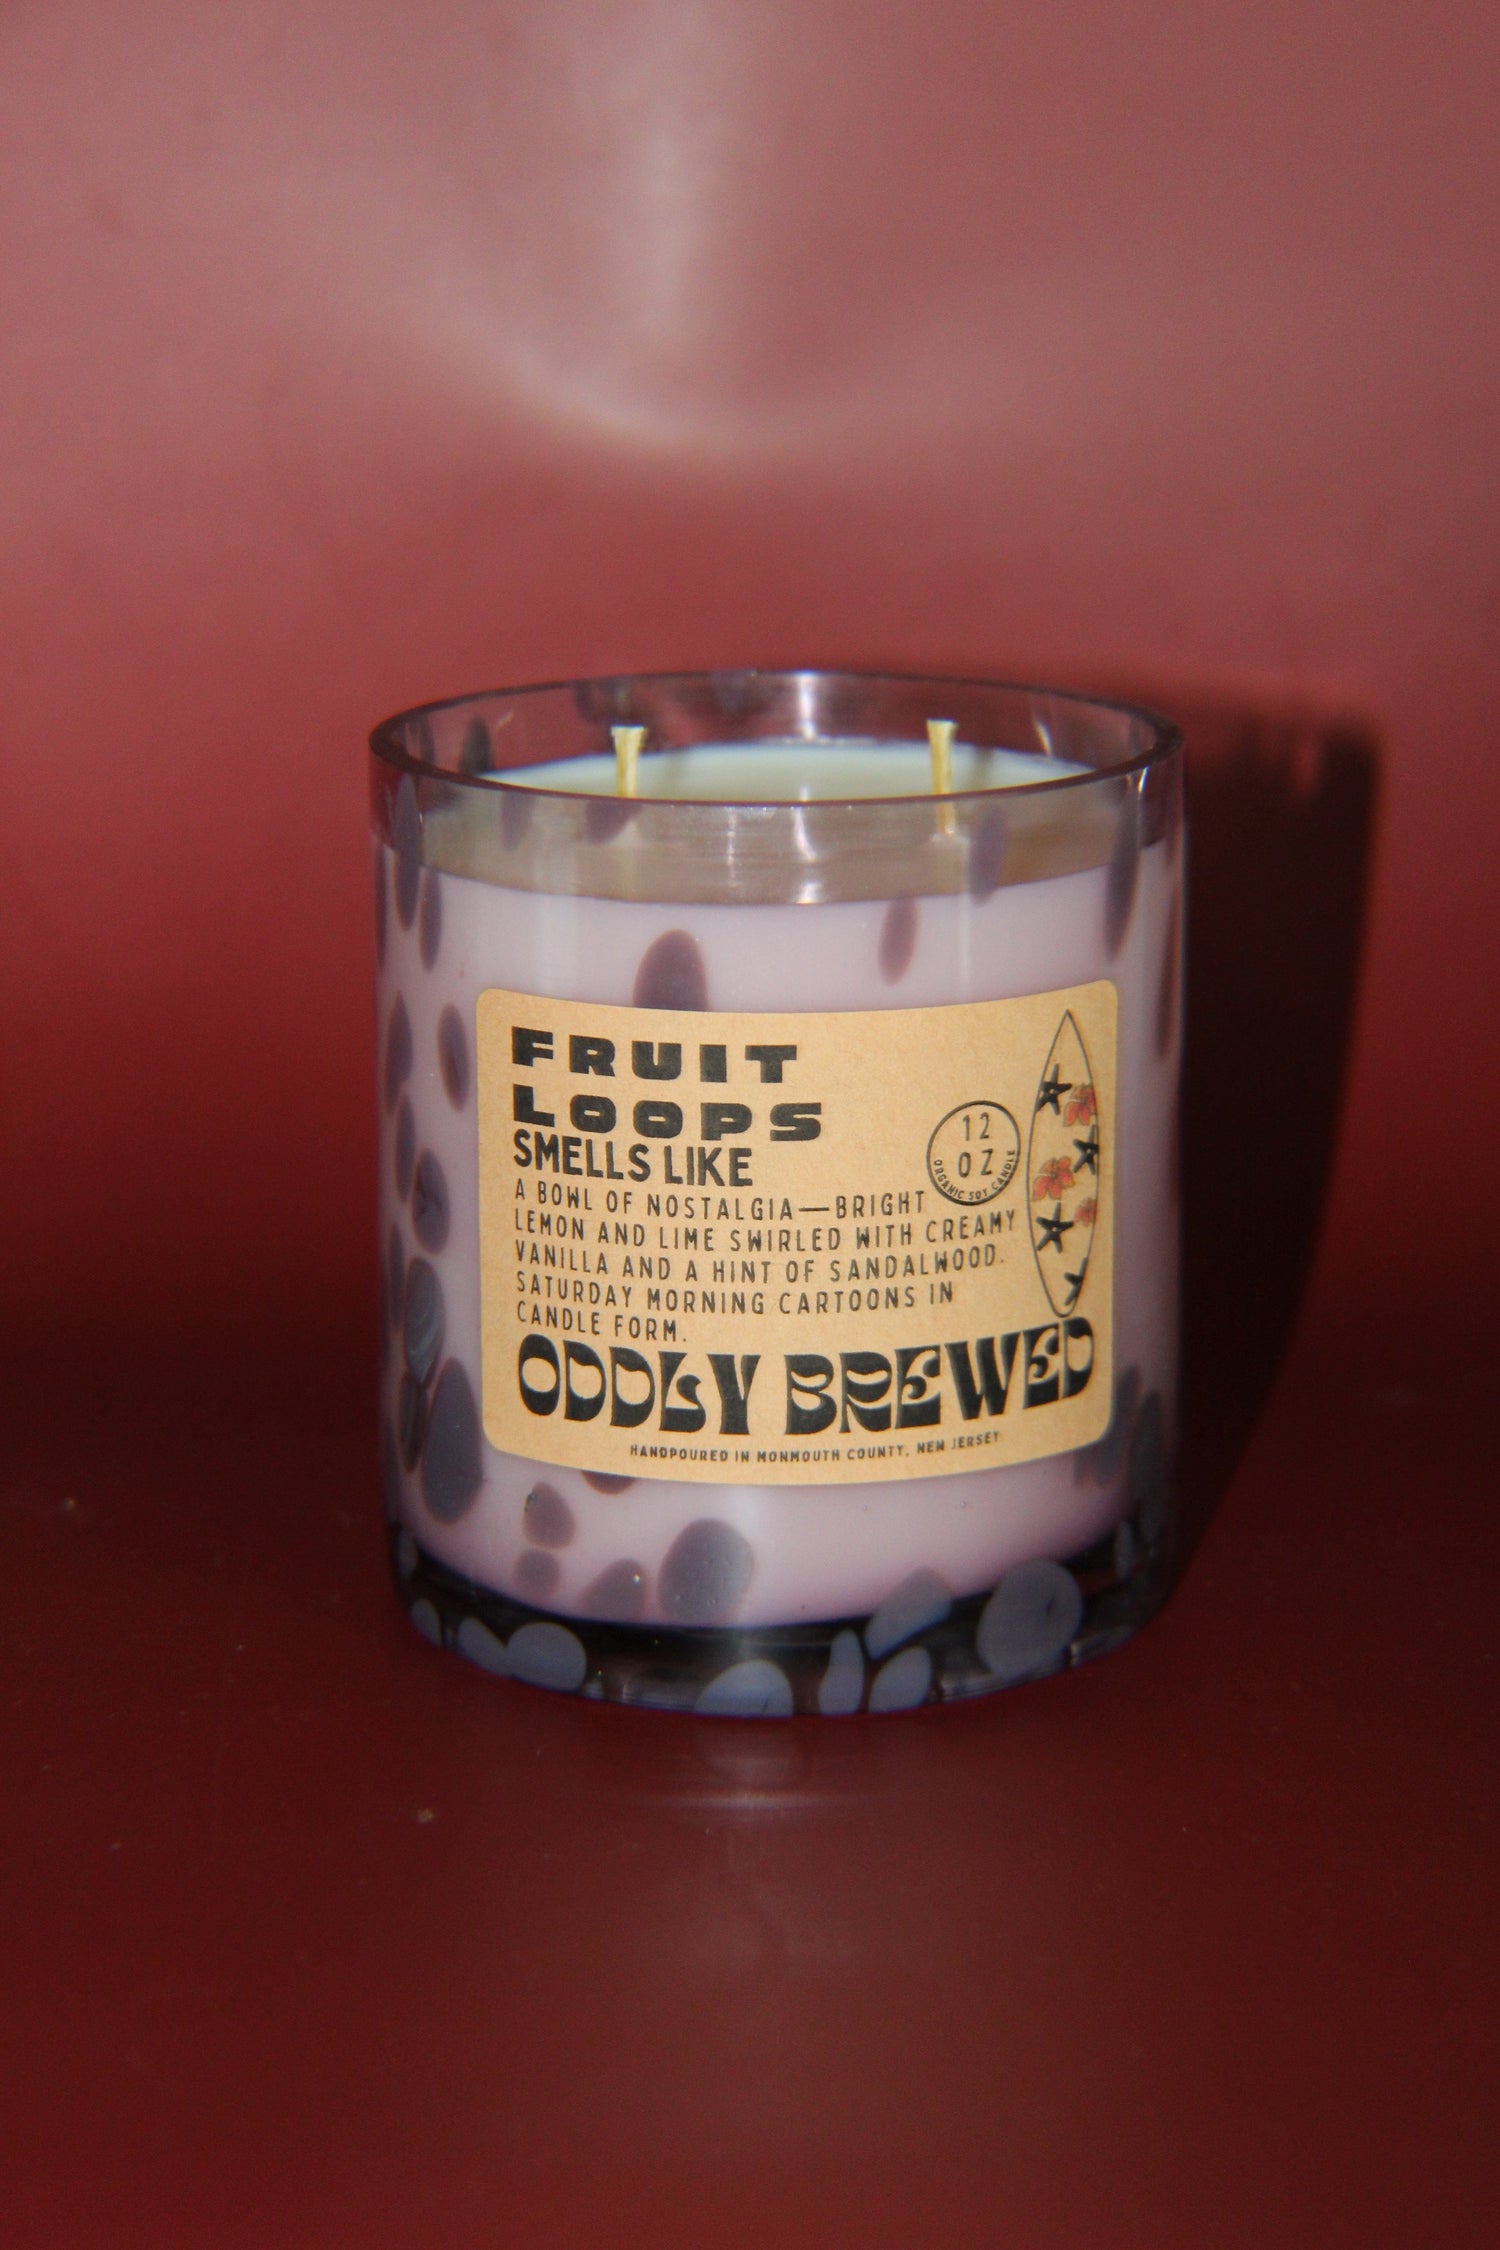 FRUIT
LOOPS
SMELLS LIKE
A BOWL OF NOSTALGIA—BRIGHT
LEMON AND LIME SWIRLED WITH CREAMY
VANILLA AND A HINT OF SANDALWOOD.
SATURDAY MORNING CARTOONS IN
CANDLE FORM.
12
OZ
ORGANIC SOY CANDLE
ODDLY BREWED
HANDPOURED IN MONMOUTH COUNTY, NEW JERSEY